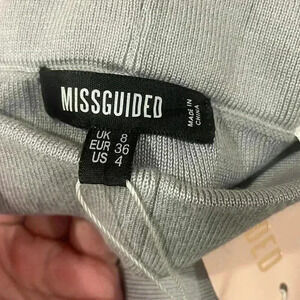 MISSGUIDED
MADE IN
CHINA
UK 8
EUR 36
US 4